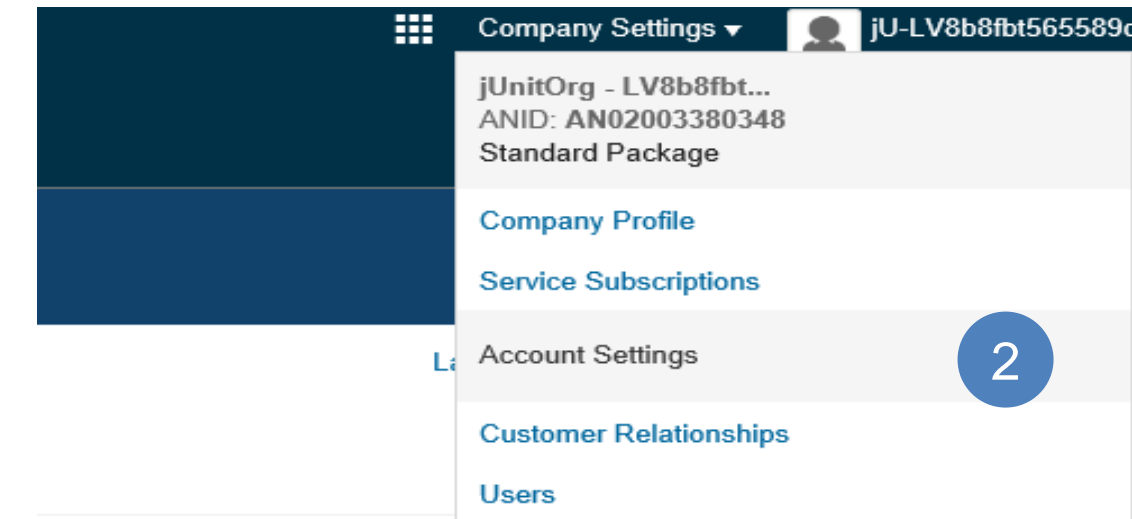 Company Settings ▾ jU-LV8b8fbt565589
jUnitOrg - LV8b8fbt...
ANID: AN02003380348
Standard Package
Company Profile
Service Subscriptions
La
Account Settings
2
Customer Relationships
Users